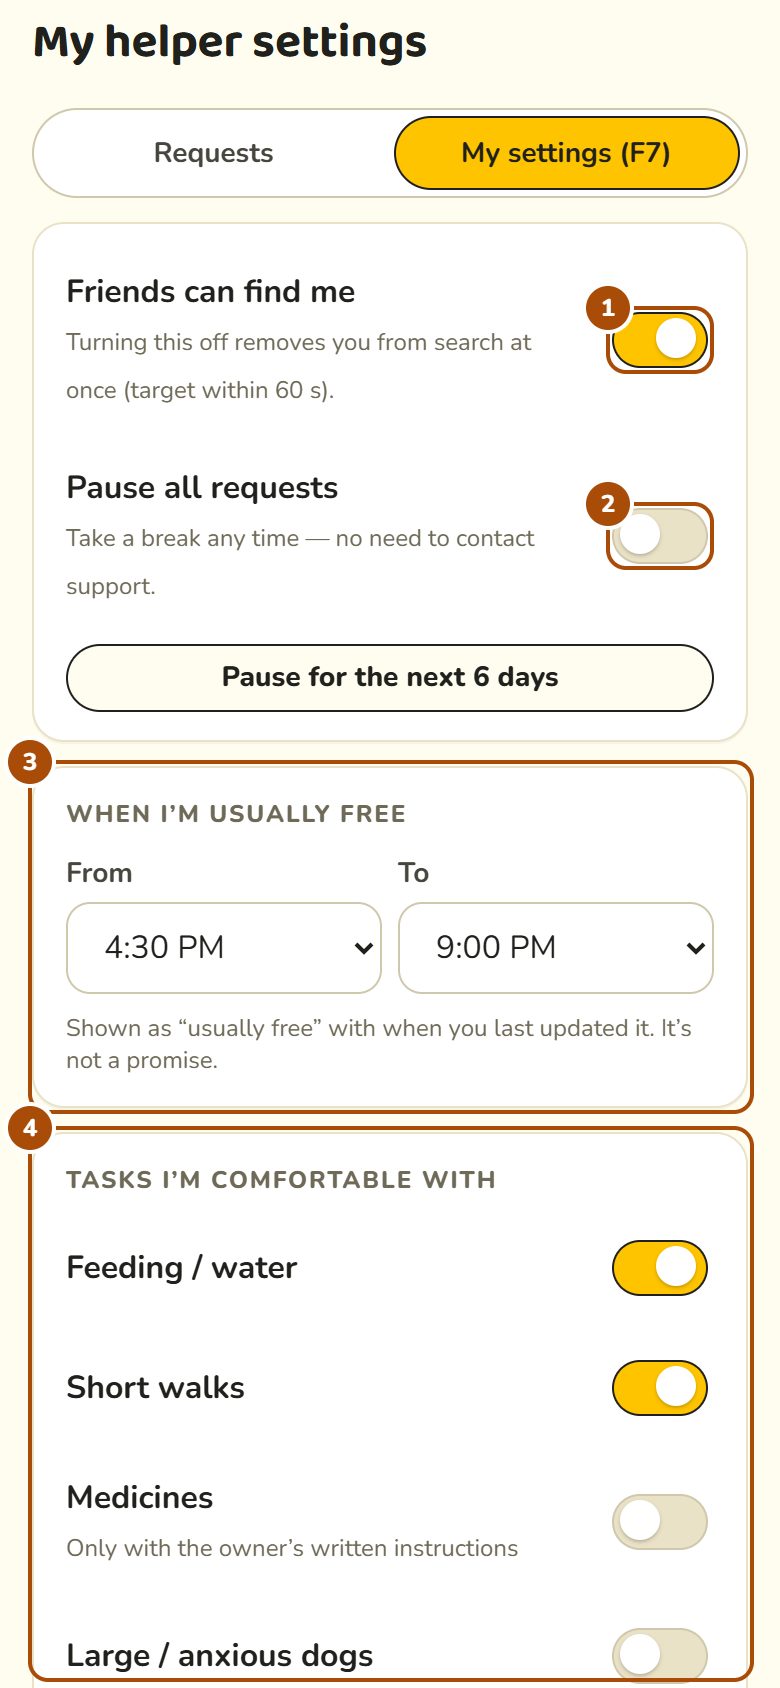 My helper settings
Requests
My settings (F7)
Friends can find me
1
Turning this off removes you from search at
once (target within 60 s).
Pause all requests
2
Take a break any time — no need to contact
support.
Pause for the next 6 days
3
WHEN I’M USUALLY FREE
From
To
4:30 PM
9:00 PM
Shown as “usually free” with when you last updated it. It’s
not a promise.
4
TASKS I’M COMFORTABLE WITH
Feeding / water
Short walks
Medicines
Only with the owner’s written instructions
Large / anxious dogs